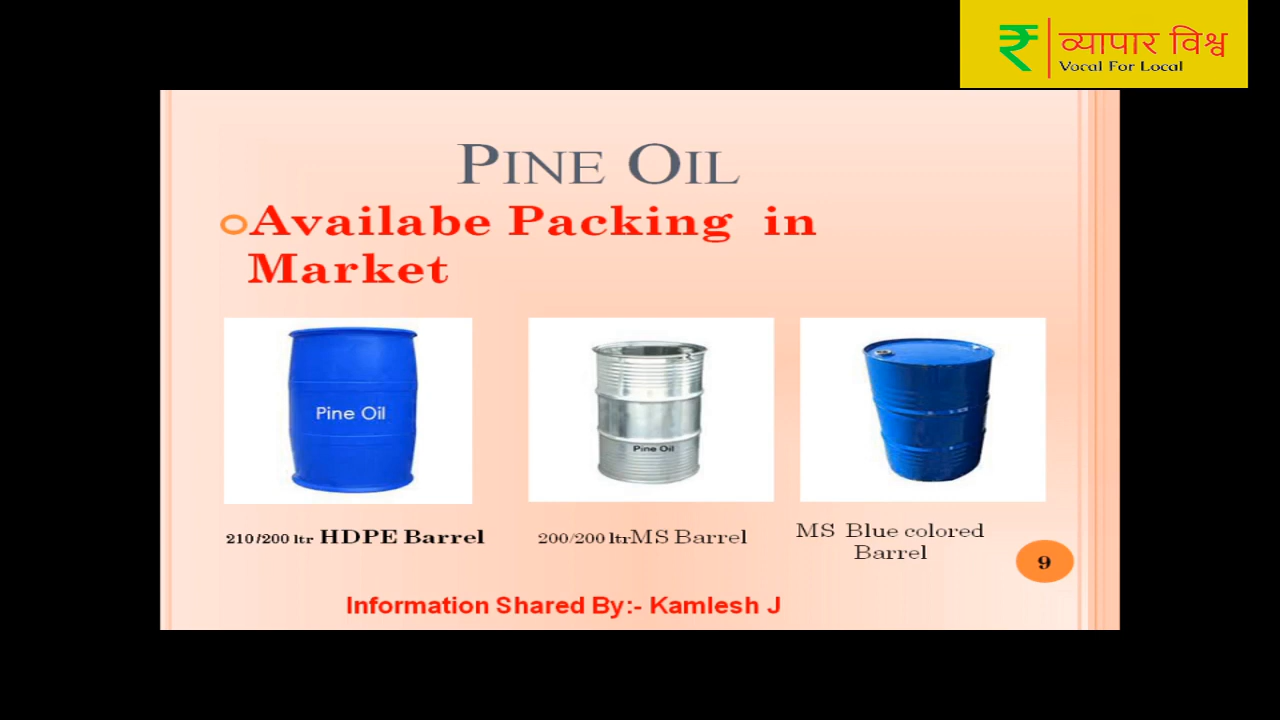 ₹ व्यापार विश्व
Vocal For Local
PINE OIL
Availabe Packing in
Market
Pine Oil
Pine Oil
210/200 ltr HDPE Barrel
200/200 ltrMS Barrel
MS Blue colored
Barrel
9
Information Shared By:- Kamlesh J